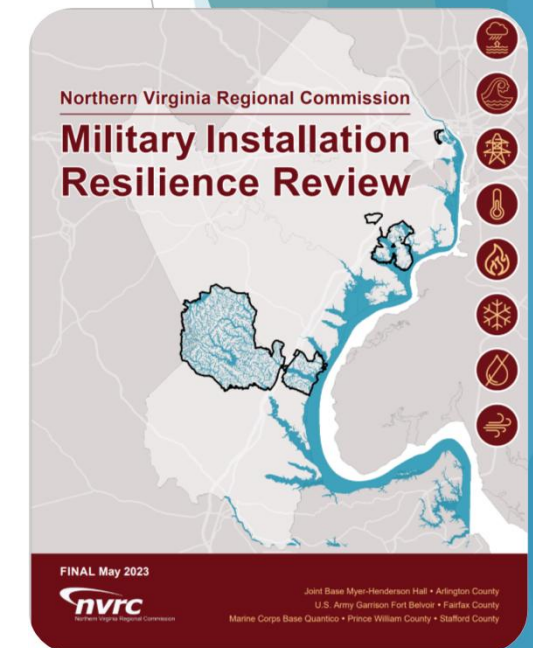 Northern Virginia Regional Commission
Military Installation
Resilience Review
FINAL May 2023
nvrc
Northern Virginia Regional Commission
Joint Base Myer-Henderson Hall • Arlington County
U.S. Army Garrison Fort Belvoir • Fairfax County
Marine Corps Base Quantico • Prince William County • Stafford County